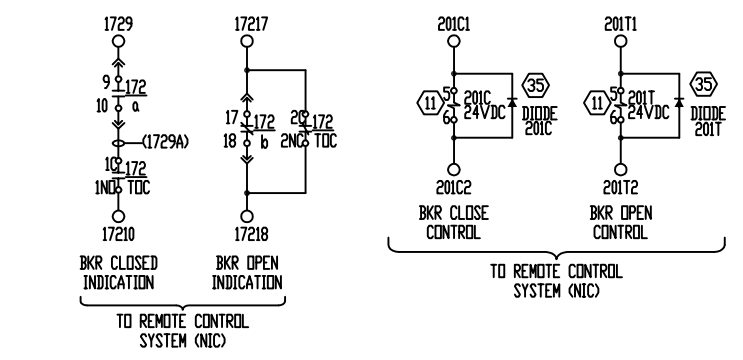 1729
17217
201C1
201T1
9
172
10
a
(1729A)
1C
172
1NO
TOC
17210
17
172
18
b
2C
172
2NC
TOC
17218
11
5
201C
6
24VDC
35
DIODE
201C
201C2
11
5
201T
6
24VDC
35
DIODE
201T
201T2
BKR CLOSED
INDICATION
BKR OPEN
INDICATION
TO REMOTE CONTROL
SYSTEM (NIC)
BKR CLOSE
CONTROL
BKR OPEN
CONTROL
TO REMOTE CONTROL
SYSTEM (NIC)